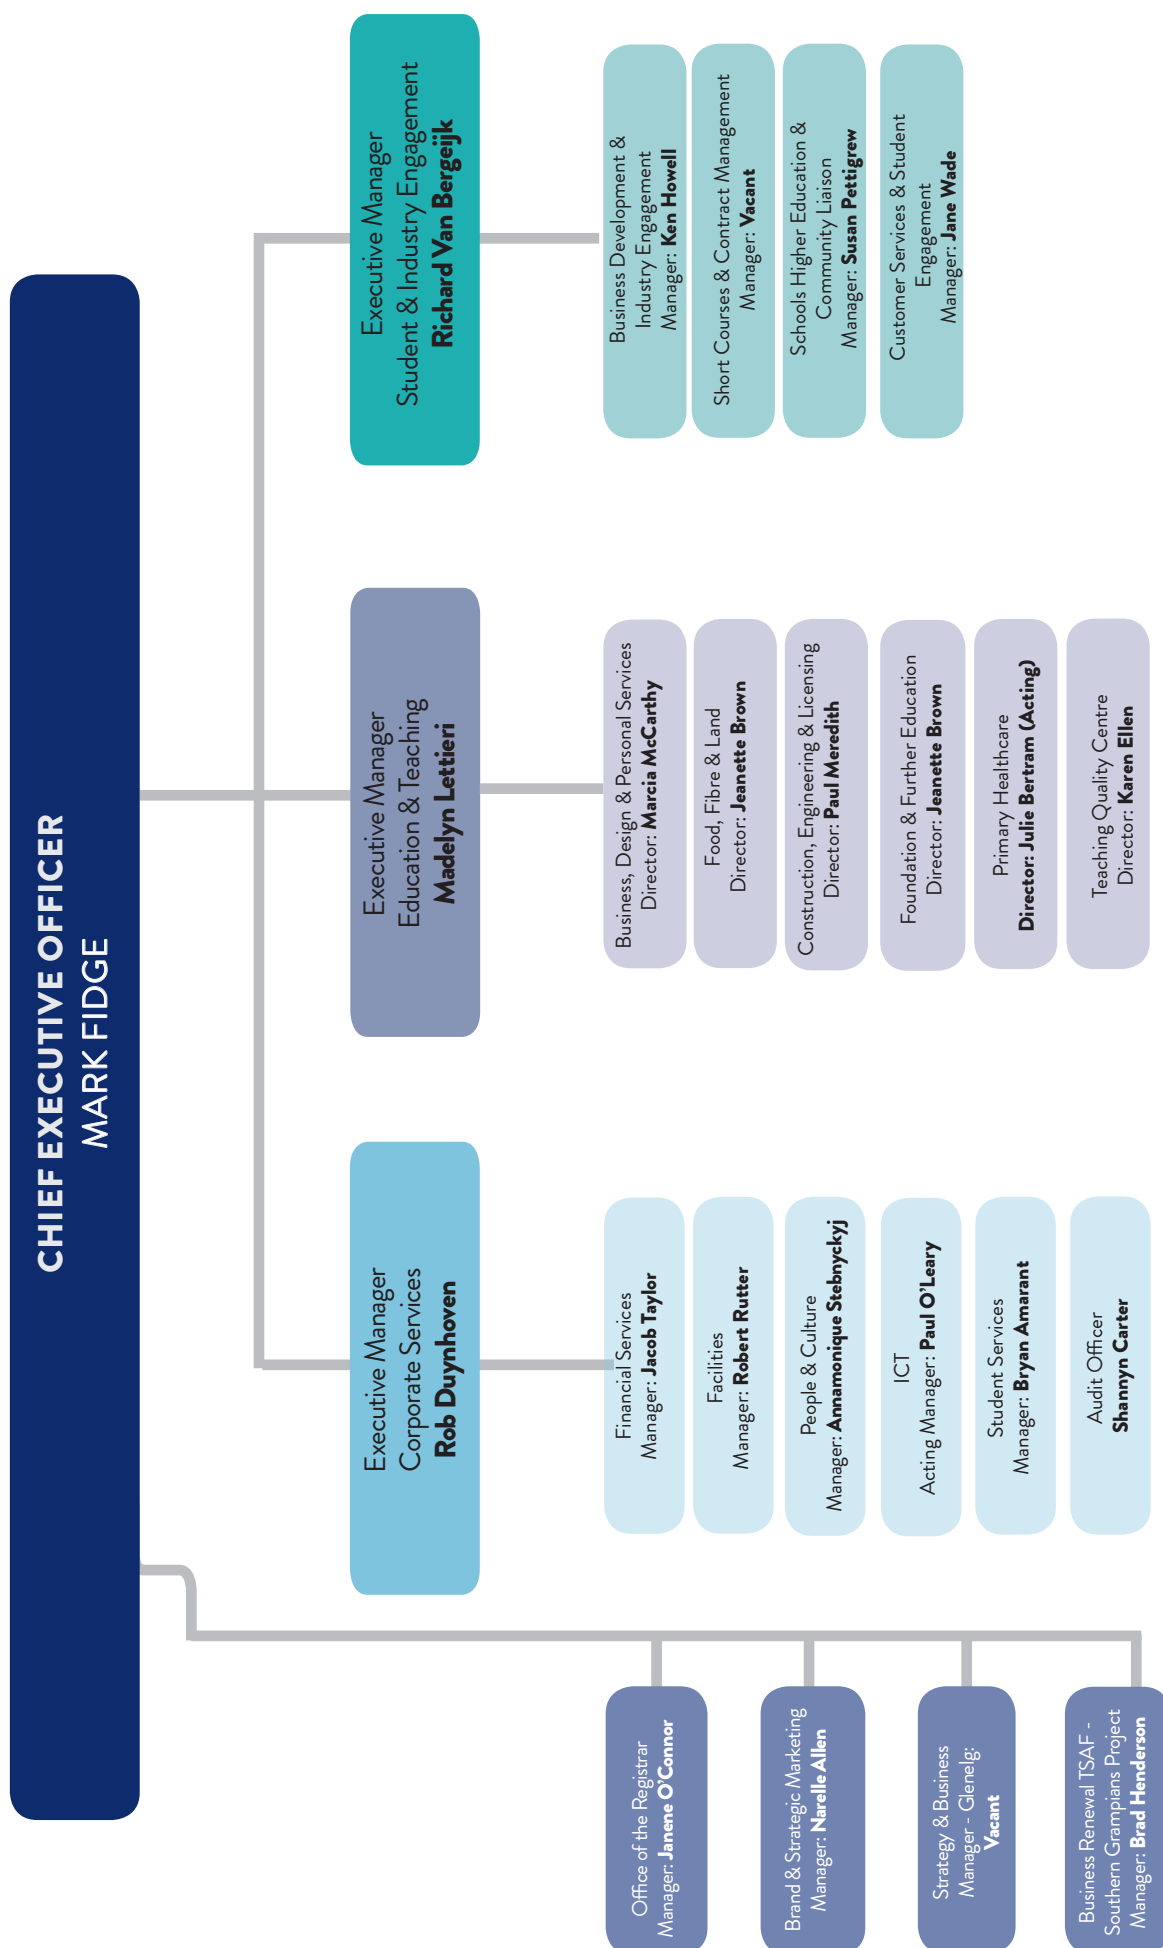 CHIEF EXECUTIVE OFFICER
MARK FIDGE
Office of the Registrar
Manager: Janene O'Connor
Brand & Strategic Marketing
Manager: Narelle Allen
Strategy & Business
Manager - Glenelg:
Vacant
Business Renewal TSAF -
Southern Grampians Project
Manager: Brad Henderson
Executive Manager
Corporate Services
Rob Duynhoven
Financial Services
Manager: Jacob Taylor
Facilities
Manager: Robert Rutter
People & Culture
Manager: Annamonique Stebnyckyj
ICT
Acting Manager: Paul O'Leary
Student Services
Manager: Bryan Amarant
Audit Officer
Shannyn Carter
Executive Manager
Education & Teaching
Madelyn Lettieri
Business, Design & Personal Services
Director: Marcia McCarthy
Food, Fibre & Land
Director: Jeanette Brown
Construction, Engineering & Licensing
Director: Paul Meredith
Foundation & Further Education
Director: Jeanette Brown
Primary Healthcare
Director: Julie Bertram (Acting)
Teaching Quality Centre
Director: Karen Ellen
Executive Manager
Student & Industry Engagement
Richard Van Bergeijk
Business Development &
Industry Engagement
Manager: Ken Howell
Short Courses & Contract Management
Manager: Vacant
Schools Higher Education &
Community Liaison
Manager: Susan Pettigrew
Customer Services & Student
Engagement
Manager: Jane Wade